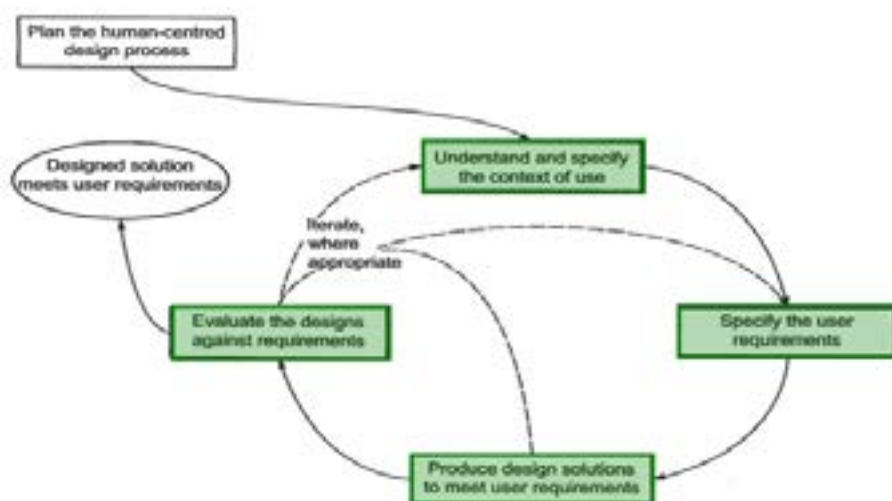 Plan the human-centred
design process
Understand and specify
the context of use
Designed solution
meets user requirements
Iterate,
where
appropriate
Evaluate the designs
against requirements
Specify the user
requirements
Produce design solutions
to meet user requirements